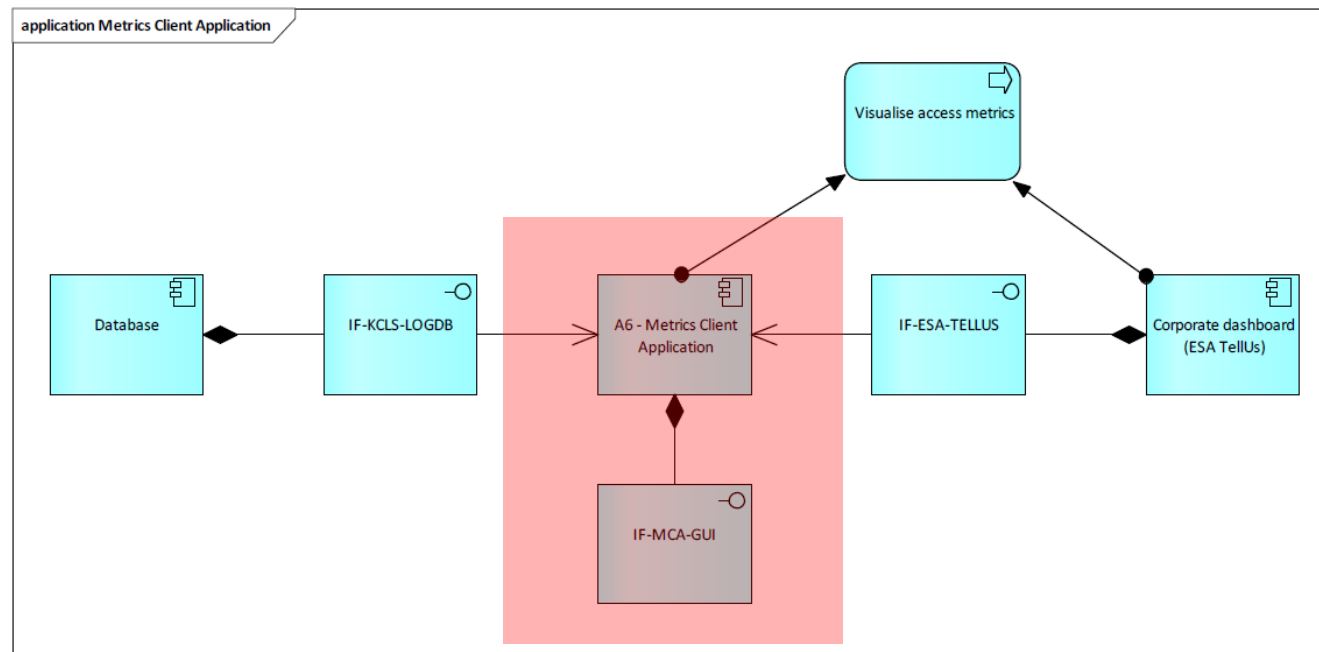 application Metrics Client Application
Visualise access metrics
Database
IF-KCLS-LOGDB
A6 - Metrics Client
Application
IF-ESA-TELLUS
Corporate dashboard
(ESA TellUs)
IF-MCA-GUI